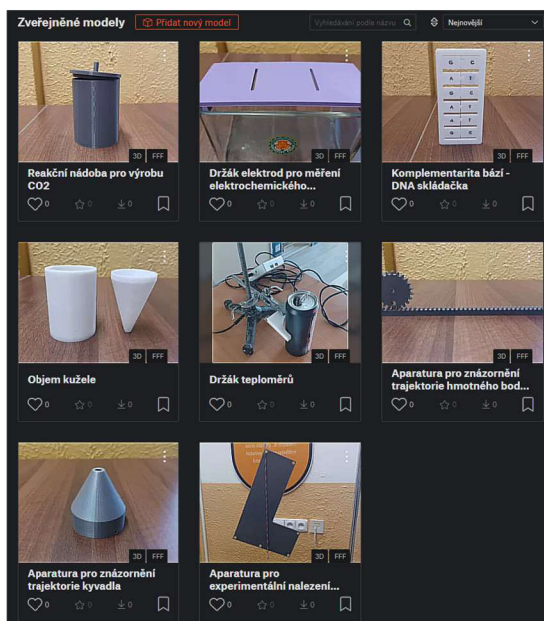 Zveřejněné modely
Přidat nový model
Vyhledávání podle názvu
Nejnovější
3D FFF
3D FFF
G C
A T
C G
A T
A T
G C
3D FFF
Reakční nádoba pro výrobu
CO2
0 0 0
Držák elektrod pro měření
elektrochemického...
0 0 0
Komplementarita bází -
DNA skládačka
0 0 0
3D FFF
3D FFF
3D FFF
Objem kužele
0 0 0
Držák teploměrů
0 0 0
Aparatura pro znázornění
trajektorie hmotného bod...
0 0 0
3D FFF
3D FFF
Aparatura pro znázornění
trajektorie kyvadla
0 0 0
Aparatura pro
experimentální nalezení...
0 0 0